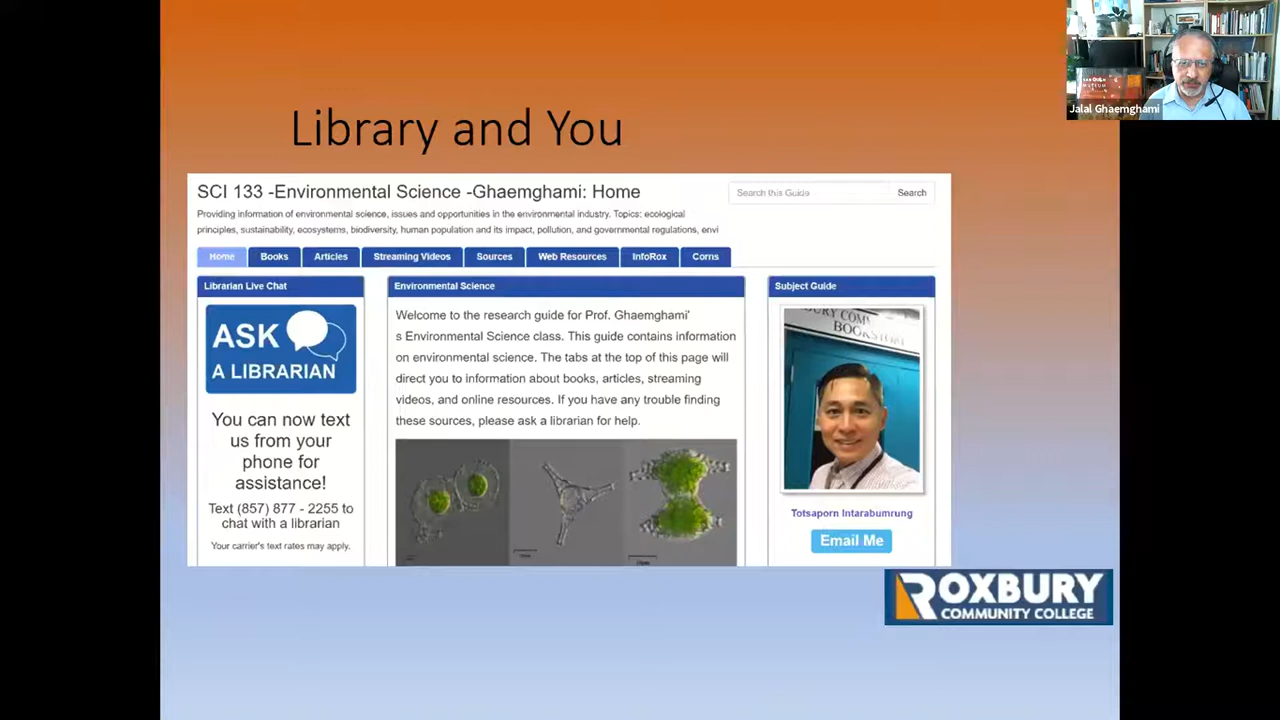 Jalal Ghaemghami
Library and You
SCI 133 -Environmental Science -Ghaemghami: Home
Search this Guide
Search
Providing information of environmental science, issues and opportunities in the environmental industry. Topics: ecological
principles, sustainability, ecosystems, biodiversity, human population and its impact, pollution, and governmental regulations, envi
Home
Books
Articles
Streaming Videos
Sources
Web Resources
InfoRox
Corns
Librarian Live Chat
ASK
A LIBRARIAN
You can now text
us from your
phone for
assistance!
Text (857) 877 - 2255 to
chat with a librarian
Your carrier's text rates may apply.
Environmental Science
Welcome to the research guide for Prof. Ghaemghami'
s Environmental Science class. This guide contains information
on environmental science. The tabs at the top of this page will
direct you to information about books, articles, streaming
videos, and online resources. If you have any trouble finding
these sources, please ask a librarian for help.
Subject Guide
BURY COMM
BOOKSTORE
Totsaporn Intarabumrung
Email Me
ROXBURY
COMMUNITY COLLEGE